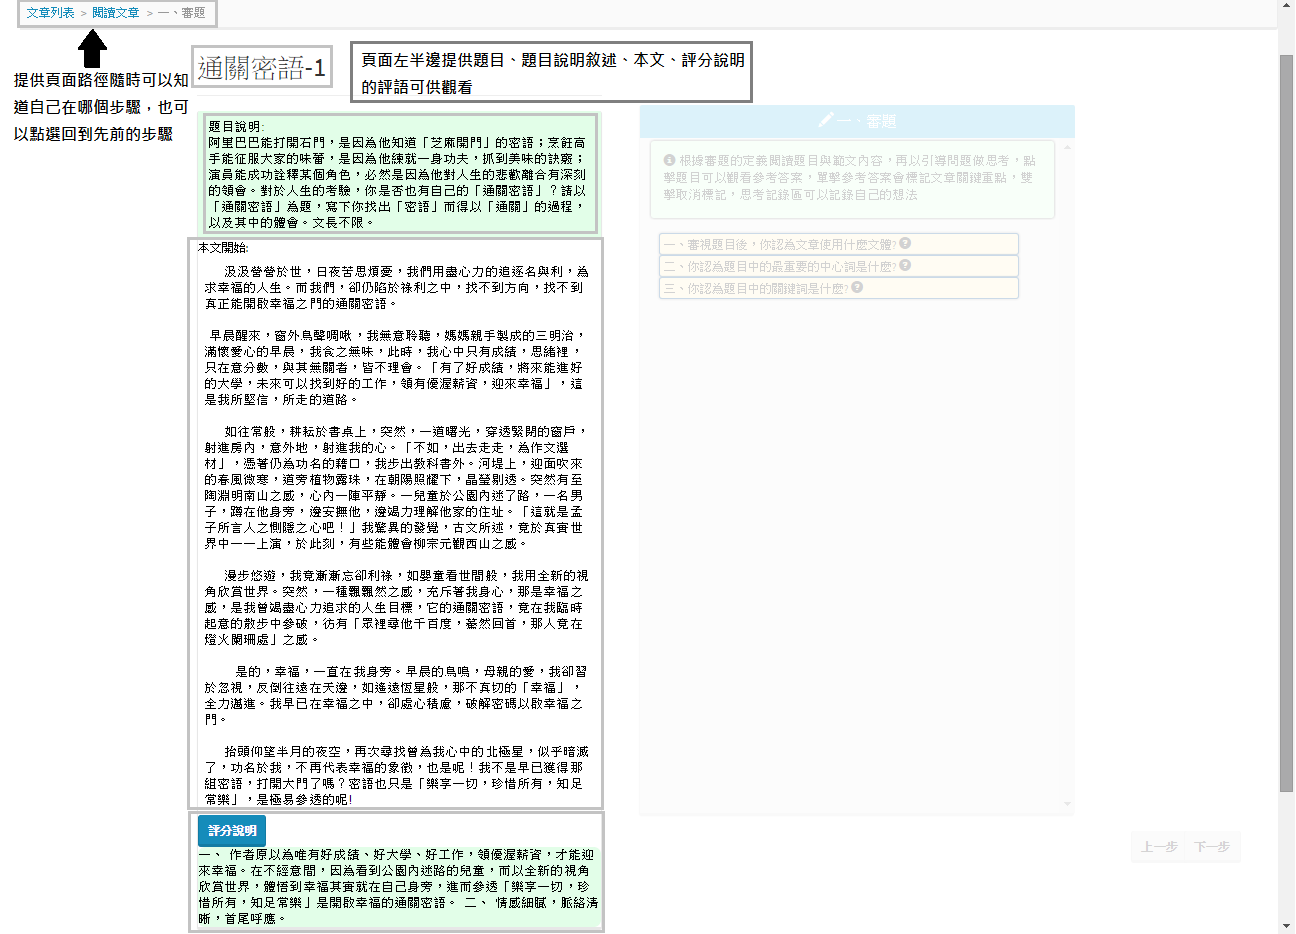 文章列表 > 閱讀文章 > 一、審題
提供頁面路徑隨時可以知
道自己在哪個步驟，也可
以點選回到先前的步驟
通關密語-1
頁面左半邊提供題目、題目說明敘述、本文、評分說明
的評語可供觀看
題目說明:
阿里巴巴能打開石門，是因為他知道「芝麻開門」的密語；烹飪高
手能征服大家的味蕾，是因為他練就一身功夫，抓到美味的訣竅；
演員能成功詮釋某個角色，必然是因為他對人生的悲歡離合有深刻
的領會。對於人生的考驗，你是否也有自己的「通關密語」？請以
「通關密語」為題，寫下你找出「密語」而得以「通關」的過程，
以及其中的體會。文長不限。
本文開始:
汲汲營營於世，日夜苦思煩憂，我們用盡心力的追逐名與利，為
求幸福的人生。而我們，卻仍陷於祿利之中，找不到方向，找不到
真正能開啟幸福之門的通關密語。
早晨醒來，窗外鳥聲啁啾，我無意聆聽，媽媽親手製成的三明治，
滿懷愛心的早晨，我食之無味，此時，我心中只有成績，思緒裡，
只在意分數，與其無關者，皆不理會。「有了好成績，將來能進好
的大學，未來可以找到好的工作，領有優渥薪資，迎來幸福」，這
是我所堅信，所走的道路。
如往常般，耕耘於書桌上，突然，一道曙光，穿透緊閉的窗戶，
射進房內，意外地，射進我的心。「不如，出去走走，為作文選
材」，憑著仍為功名的藉口，我步出教科書外。河堤上，迎面吹來
的春風微寒，道旁植物露珠，在朝陽照耀下，晶瑩剔透。突然有至
陶淵明南山之感，心內一陣平靜。一兒童於公園內迷了路，一名男
子，蹲在他身旁，邊安撫他，邊竭力理解他家的住址。「這就是孟
子所言人之惻隱之心吧！」我驚異的發覺，古文所述，竟於真實世
界中一一上演，於此刻，有些能體會柳宗元觀西山之感。
漫步悠遊，我竟漸漸忘卻利祿，如嬰童看世間般，我用全新的視
角欣賞世界。突然，一種飄飄然之感，充斥著我身心，那是幸福之
感，是我曾竭盡心力追求的人生目標，它的通關密語，竟在我臨時
起意的散步中參破，彷有「眾裡尋他千百度，驀然回首，那人竟在
燈火闌珊處」之感。
是的，幸福，一直在我身旁。早晨的鳥鳴，母親的愛，我卻習
於忽視，反倒往遠在天邊，如遙遠恆星般，那不真切的「幸福」，
全力邁進。我早已在幸福之中，卻處心積慮，破解密碼以啟幸福之
門。
抬頭仰望半月的夜空，再次尋找曾為我心中的北極星，似乎暗滅
了，功名於我，不再代表幸福的象徵，也是呢！我不是早已獲得那
組密語，打開大門了嗎？密語也只是「樂享一切，珍惜所有，知足
常樂」，是極易參透的呢!
評分說明
一、 作者原以為唯有好成績、好大學、好工作，領優渥薪資，才能迎
來幸福。在不經意間，因為看到公園內迷路的兒童，而以全新的視角
欣賞世界，體悟到幸福其實就在自己身旁，進而參透「樂享一切，珍
惜所有，知足常樂」是開啟幸福的通關密語。 二、 情感細膩，脈絡清
晰，首尾呼應。
一、審題
根據審題的定義閱讀題目與範文內容，再以引導問題做思考，點
擊題目可以觀看參考答案，單擊參考答案會標記文章關鍵重點，雙
擊取消標記，思考記錄區可以記錄自己的想法
一、審視題目後，你認為文章使用什麼文體?
二、你認為題目中的最重要的中心詞是什麼?
三、你認為題目中的關鍵詞是什麼?
上一步 下一步